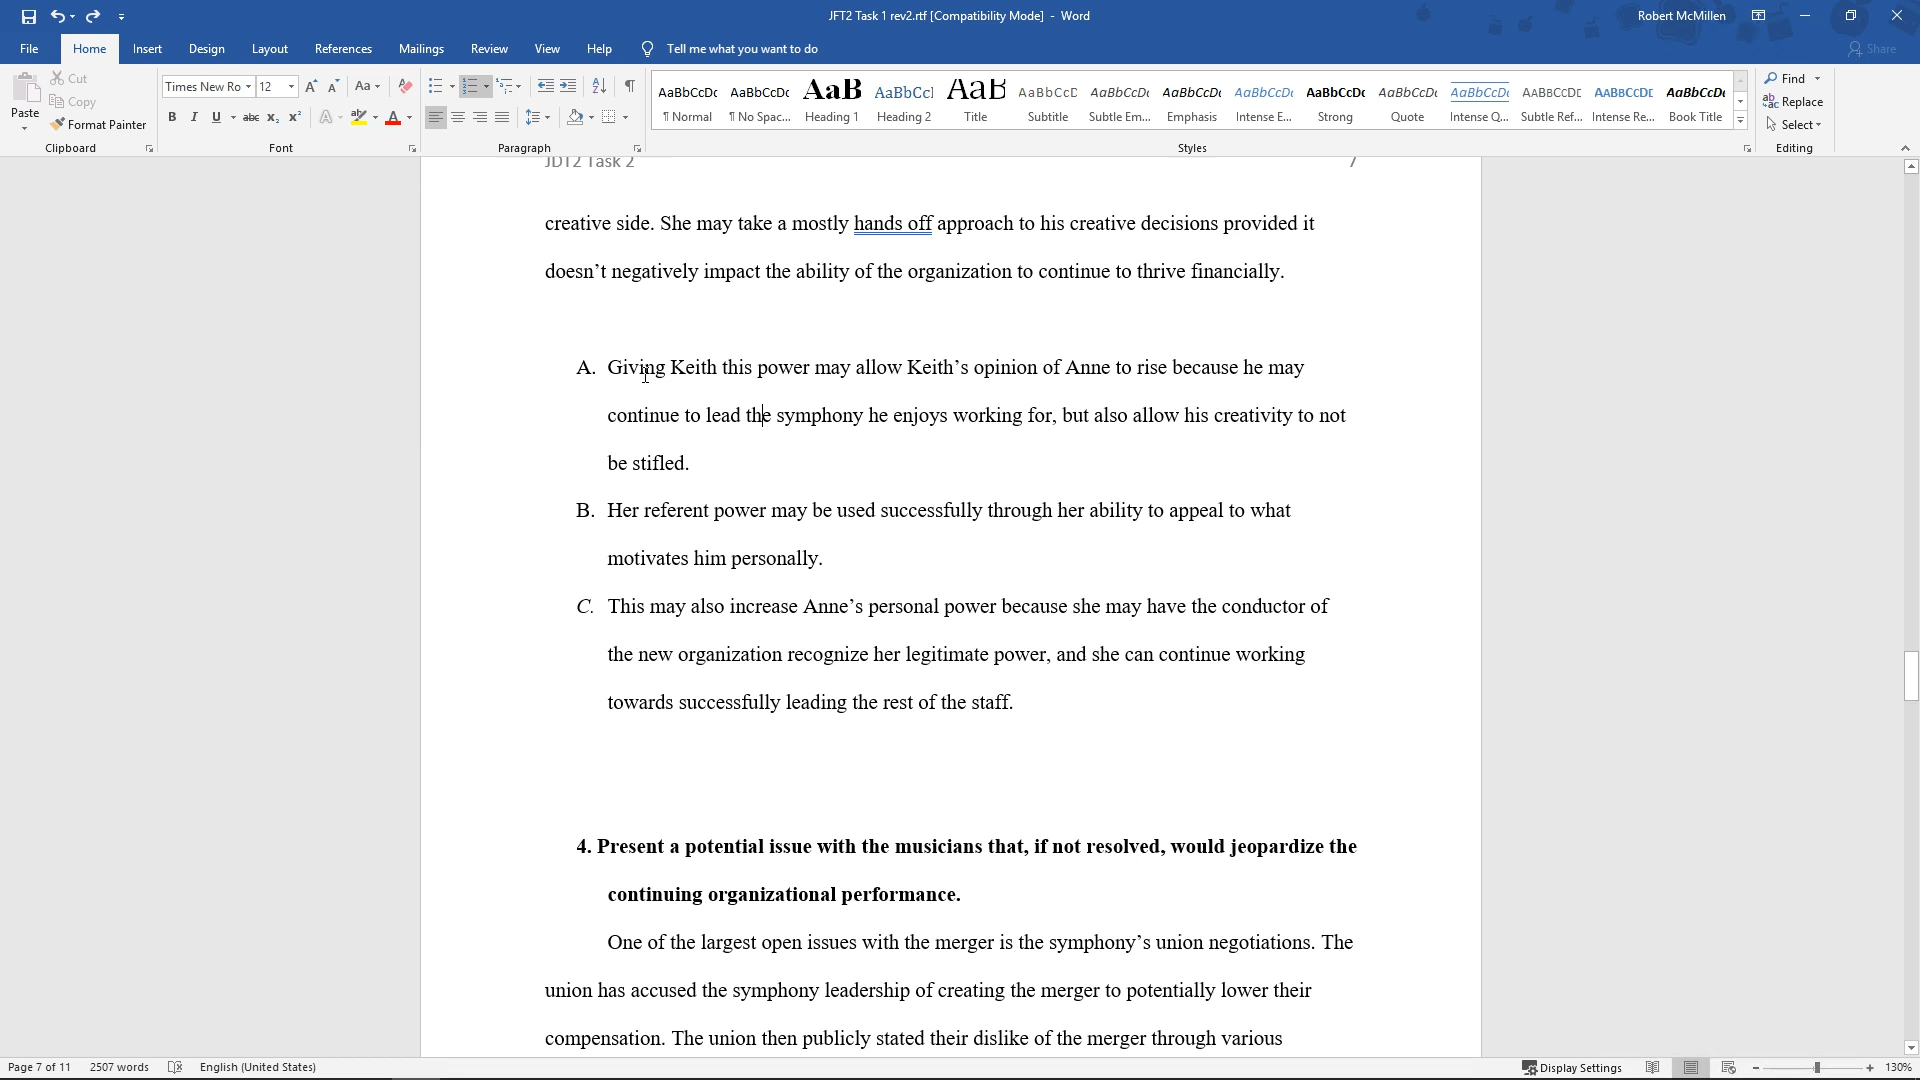 JFT2 Task 1 rev2.rtf [Compatibility Mode] - Word
Robert McMillen
File Home Insert Design Layout References Mailings Review View Help Tell me what you want to do
Share
Paste
Cut
Copy
Format Painter
Clipboard
Times New Ro 12
Font
Paragraph
AaBbCcDc AaBbCcDc AaB AaBbCcI AaB AaBbCcD AaBbCcDc AaBbCcDc AaBbCcDc AaBbCcDc AaBbCcDc AaBbCcDc AABBCCDE AABBCCDE AaBbCcDc
¶ Normal ¶ No Spac... Heading 1 Heading 2 Title Subtitle Subtle Em... Emphasis Intense E... Strong Quote Intense Q... Subtle Ref... Intense Re... Book Title
Styles
Find
Replace
Select
Editing
JDT2 Task 2 7
creative side. She may take a mostly hands off approach to his creative decisions provided it
doesn’t negatively impact the ability of the organization to continue to thrive financially.
A. Giving Keith this power may allow Keith’s opinion of Anne to rise because he may
continue to lead the symphony he enjoys working for, but also allow his creativity to not
be stifled.
B. Her referent power may be used successfully through her ability to appeal to what
motivates him personally.
C. This may also increase Anne’s personal power because she may have the conductor of
the new organization recognize her legitimate power, and she can continue working
towards successfully leading the rest of the staff.
4. Present a potential issue with the musicians that, if not resolved, would jeopardize the
continuing organizational performance.
One of the largest open issues with the merger is the symphony’s union negotiations. The
union has accused the symphony leadership of creating the merger to potentially lower their
compensation. The union then publicly stated their dislike of the merger through various
Page 7 of 11 2507 words English (United States)
Display Settings
130%